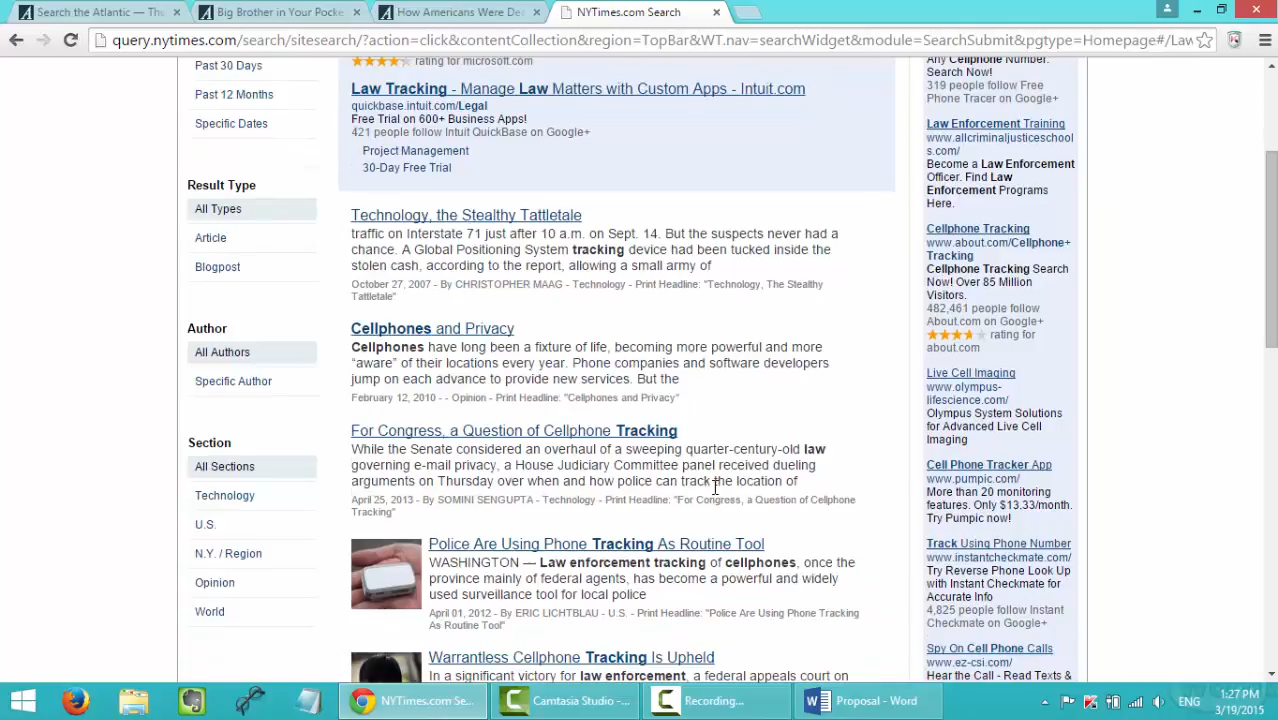 Search the Atlantic — The
Big Brother in Your Pocke
How Americans Were De
NYTimes.com Search
query.nytimes.com/search/sitesearch/?action=click&contentCollection&region=TopBar&WT.nav=searchWidget&module=SearchSubmit&pgtype=Homepage#/Law
Past 30 Days
Past 12 Months
Specific Dates
Result Type
All Types
Article
Blogpost
Author
All Authors
Specific Author
Section
All Sections
Technology
U.S.
N.Y. / Region
Opinion
World
rating for microsoft.com
Law Tracking - Manage Law Matters with Custom Apps - Intuit.com
quickbase.intuit.com/Legal
Free Trial on 600+ Business Apps!
421 people follow Intuit QuickBase on Google+
Project Management
30-Day Free Trial
Technology, the Stealthy Tattletale
traffic on Interstate 71 just after 10 a.m. on Sept. 14. But the suspects never had a
chance. A Global Positioning System tracking device had been tucked inside the
stolen cash, according to the report, allowing a small army of
October 27, 2007 - By CHRISTOPHER MAAG - Technology - Print Headline: "Technology, The Stealthy
Tattletale"
Cellphones and Privacy
Cellphones have long been a fixture of life, becoming more powerful and more
“aware” of their locations every year. Phone companies and software developers
jump on each advance to provide new services. But the
February 12, 2010 - - Opinion - Print Headline: "Cellphones and Privacy"
For Congress, a Question of Cellphone Tracking
While the Senate considered an overhaul of a sweeping quarter-century-old law
governing e-mail privacy, a House Judiciary Committee panel received dueling
arguments on Thursday over when and how police can track the location of
April 25, 2013 - By SOMINI SENGUPTA - Technology - Print Headline: "For Congress, a Question of Cellphone
Tracking"
Police Are Using Phone Tracking As Routine Tool
WASHINGTON — Law enforcement tracking of cellphones, once the
province mainly of federal agents, has become a powerful and widely
used surveillance tool for local police
April 01, 2012 - By ERIC LICHTBLAU - U.S. - Print Headline: "Police Are Using Phone Tracking
As Routine Tool"
Warrantless Cellphone Tracking Is Upheld
In a significant victory for law enforcement, a federal appeals court on
Any Cellphone Number.
Search Now!
319 people follow Free
Phone Tracer on Google+
Law Enforcement Training
www.allcriminaljusticeschool
s.com/
Become a Law Enforcement
Officer. Find Law
Enforcement Programs
Here.
Cellphone Tracking
www.about.com/Cellphone+
Tracking
Cellphone Tracking Search
Now! Over 85 Million
Visitors.
482,461 people follow
About.com on Google+
rating for
about.com
Live Cell Imaging
www.olympus-
lifescience.com/
Olympus System Solutions
for Advanced Live Cell
Imaging
Cell Phone Tracker App
www.pumpic.com/
More than 20 monitoring
features. Only $13.33/month.
Try Pumpic now!
Track Using Phone Number
www.instantcheckmate.com/
Try Reverse Phone Look Up
with Instant Checkmate for
Accurate Info
4,825 people follow Instant
Checkmate on Google+
Spy On Cell Phone Calls
www.ez-csi.com/
Hear the Call - Read Texts &
NYTimes.com Se...
Camtasia Studio -...
Recording...
Proposal - Word
ENG
1:27 PM
3/19/2015